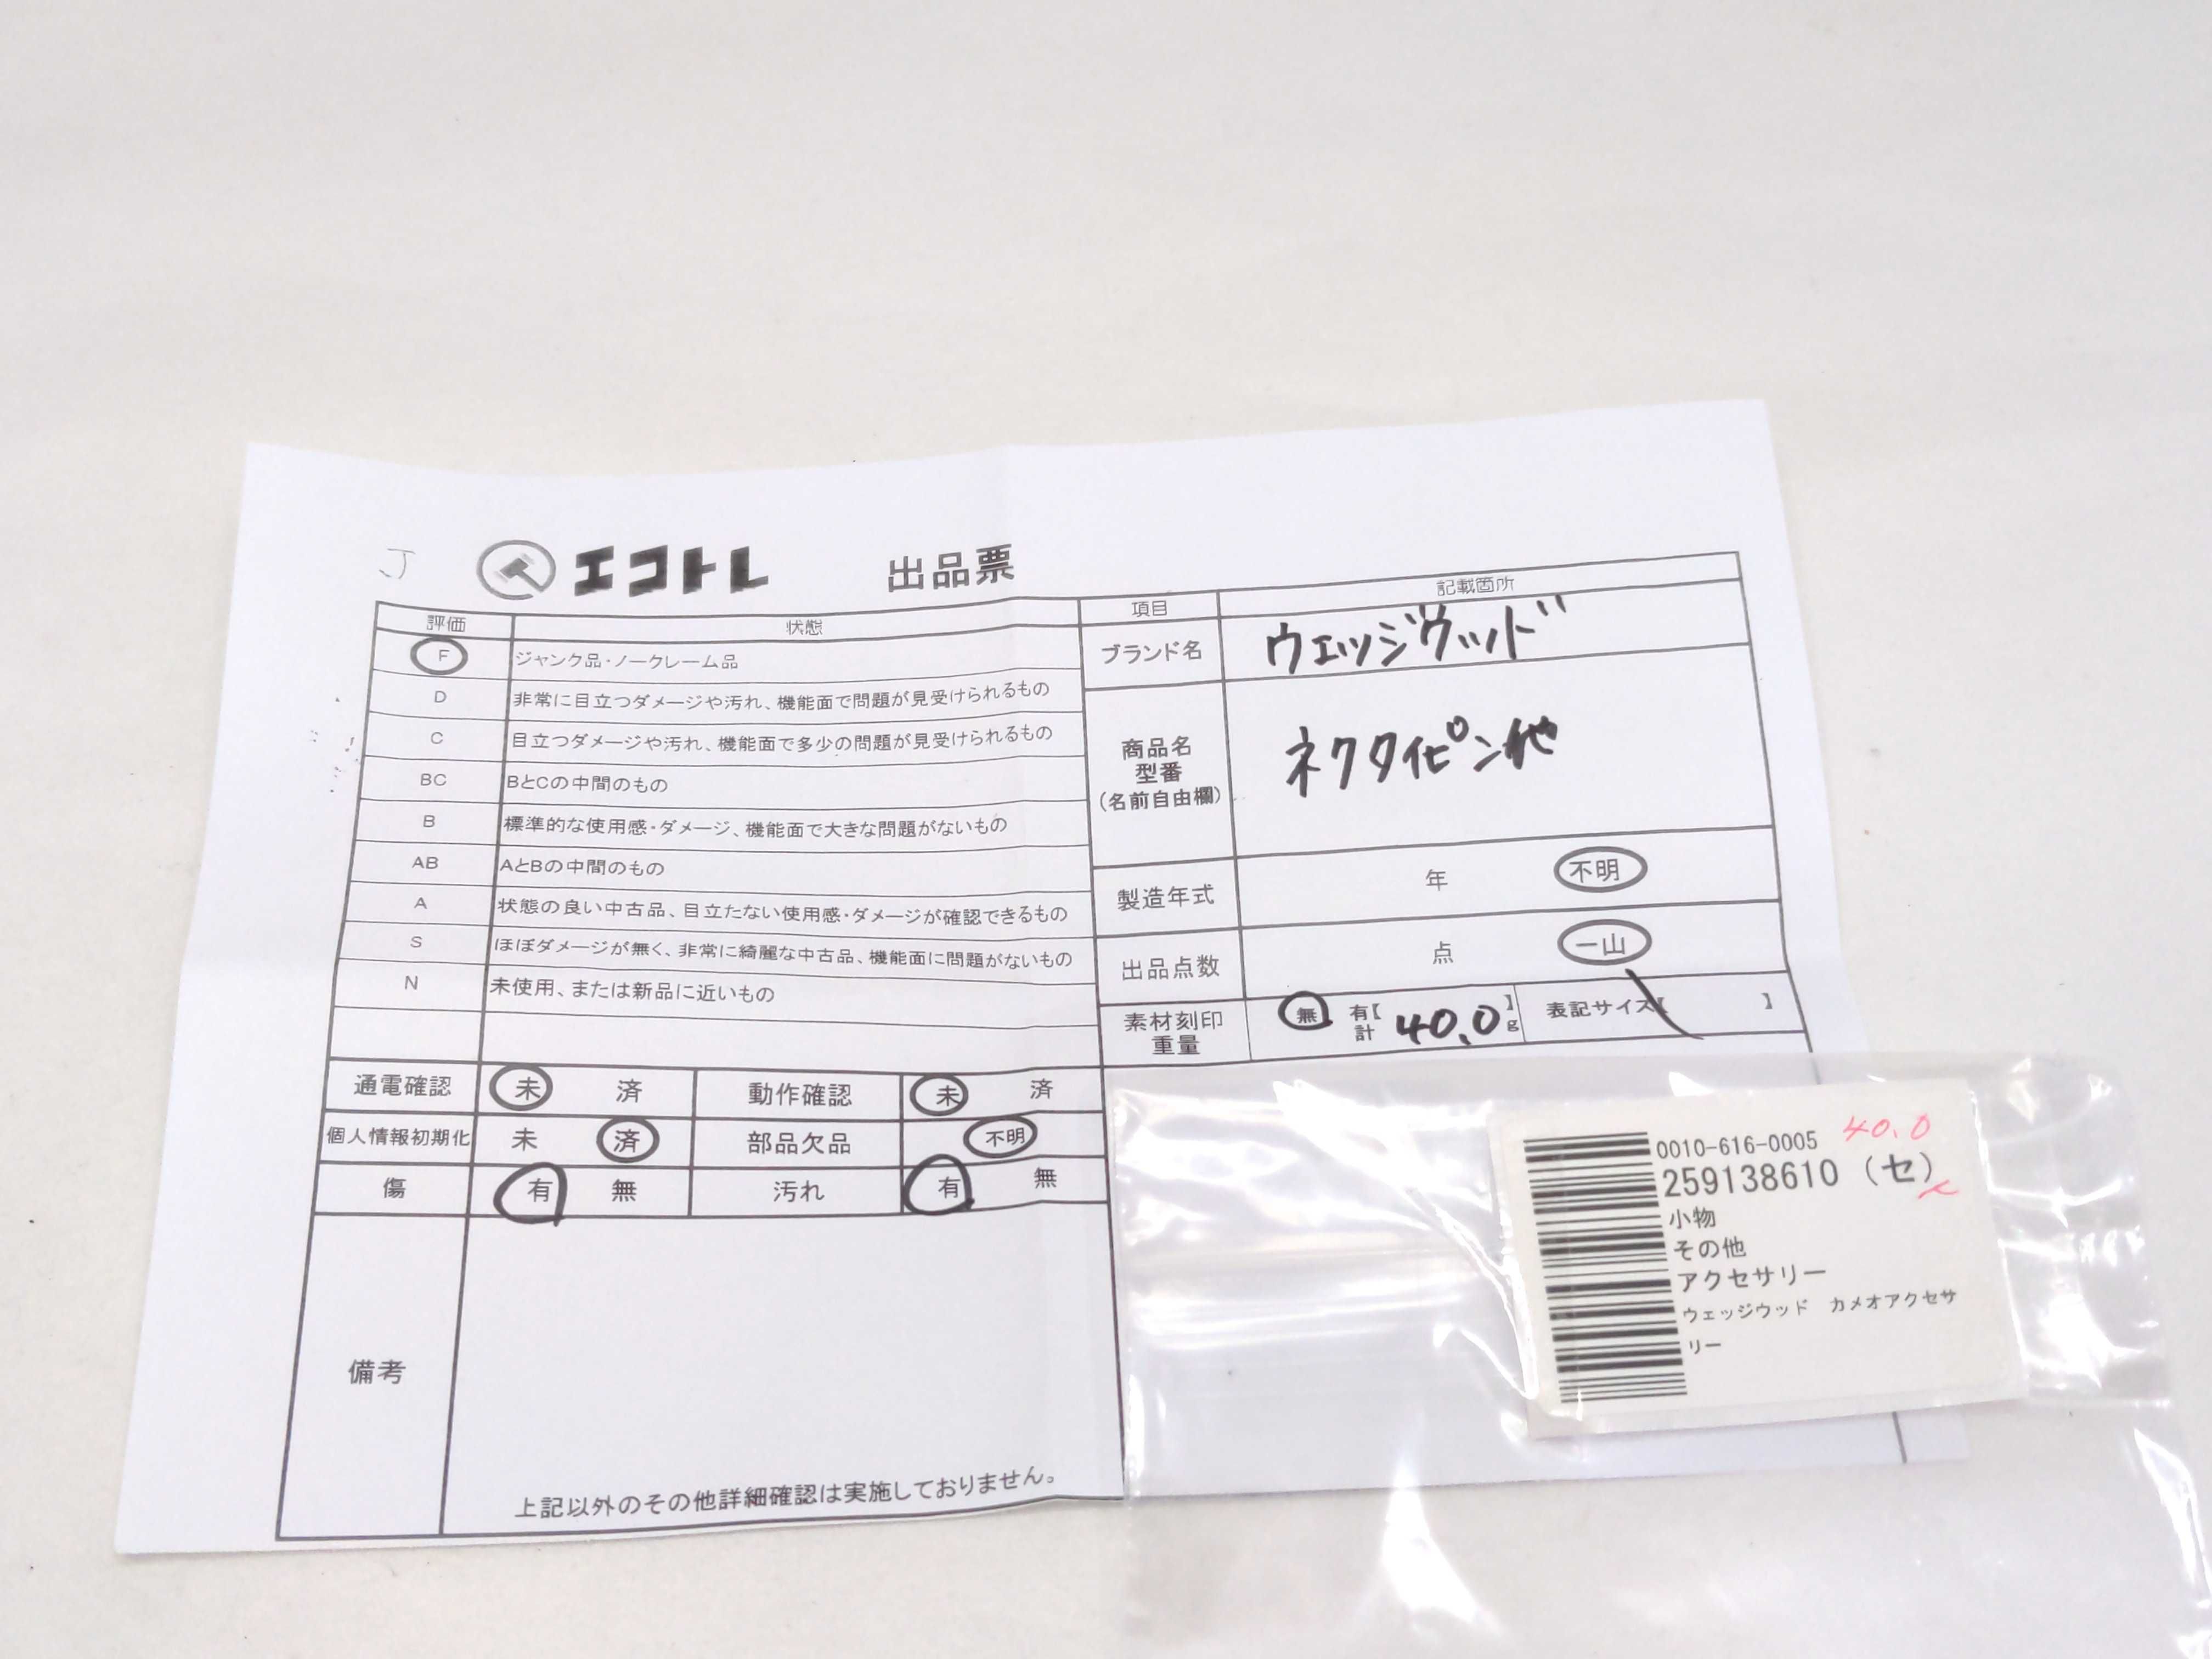 J
エコトレ 出品票
評価 状態
F ジャンク品・ノークレーム品
D 非常に目立つダメージや汚れ、機能面で問題が見受けられるもの
C 目立つダメージや汚れ、機能面で多少の問題が見受けられるもの
BC BとCの中間のもの
B 標準的な使用感・ダメージ、機能面で大きな問題がないもの
AB AとBの中間のもの
A 状態の良い中古品、目立たない使用感・ダメージが確認できるもの
S ほぼダメージが無く、非常に綺麗な中古品、機能面に問題がないもの
N 未使用、または新品に近いもの
項目 記載箇所
ブランド名 ウェッジウッド
商品名
型番
(名前自由欄)
ネクタイピン他
製造年式 年 不明
出品点数 点 一山
素材刻印
重量
無 有【 】
計 40.0 g
表記サイズ【 】
通電確認 未 済 動作確認 未 済
個人情報初期化 未 済 部品欠品 不明
傷 有 無 汚れ 有 無
備考
上記以外のその他詳細確認は実施しておりません。
40.0
0010-616-0005
259138610 (セ)
小物
その他
アクセサリー
ウェッジウッド カメオアクセサ
リー